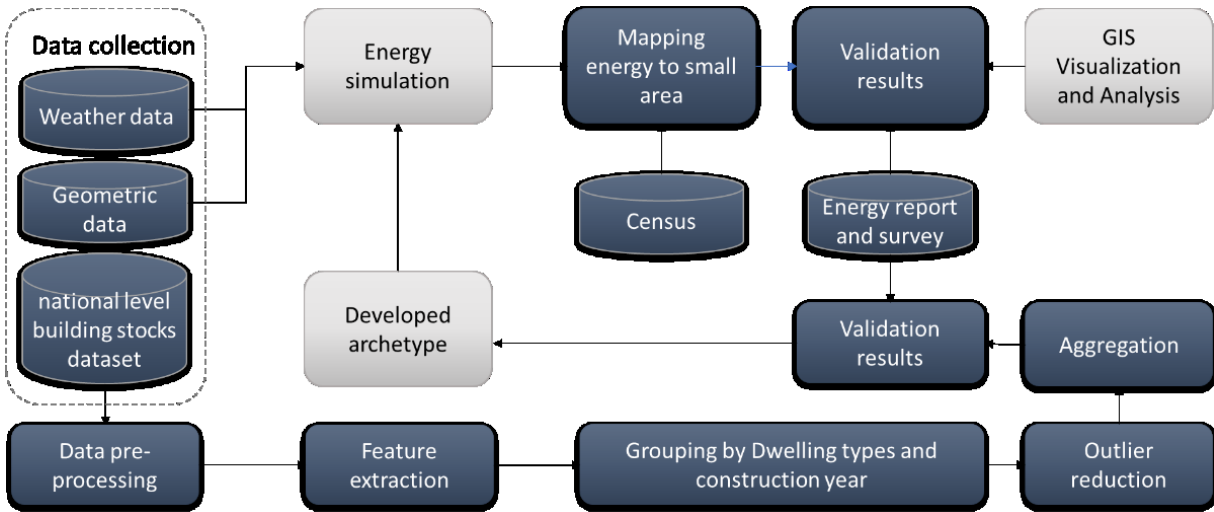 Data collection
Weather data
Geometric
data
national level
building stocks
dataset
Energy
simulation
Mapping
energy to small
area
Validation
results
GIS
Visualization
and Analysis
Census
Energy report
and survey
Developed
archetype
Validation
results
Aggregation
Data pre-
processing
Feature
extraction
Grouping by Dwelling types and
construction year
Outlier
reduction